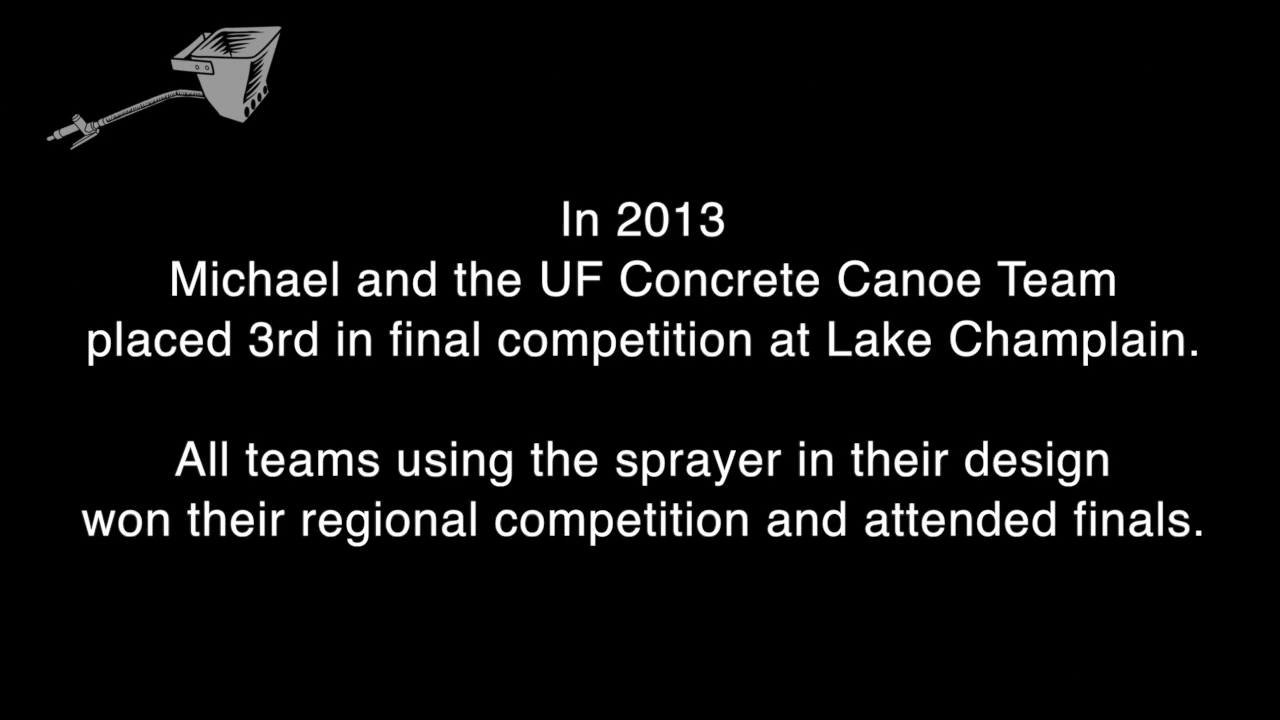 In 2013
Michael and the UF Concrete Canoe Team
placed 3rd in final competition at Lake Champlain.
All teams using the sprayer in their design
won their regional competition and attended finals.